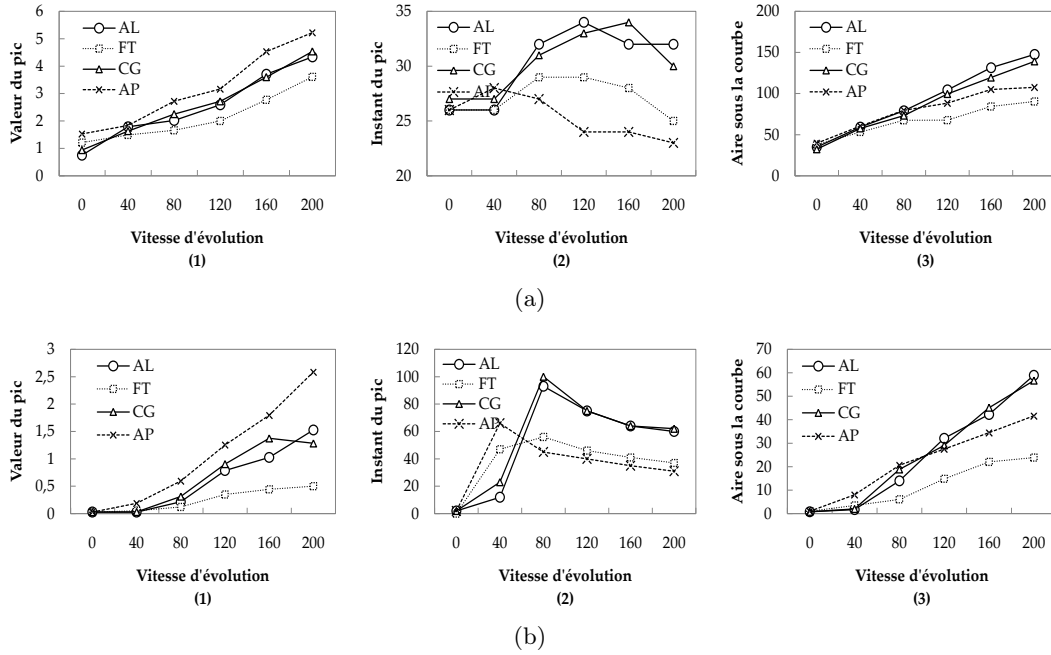 Valeur du pic
6
5
4
3
2
1
0
AL
FT
CG
AP
0 40 80 120 160 200
Vitesse d'évolution
(1)
Instant du pic
35
30
25
20
AL
FT
CG
AP
0 40 80 120 160 200
Vitesse d'évolution
(2)
Aire sous la courbe
200
150
100
50
0
AL
FT
CG
AP
0 40 80 120 160 200
Vitesse d'évolution
(3)
(a)
Valeur du pic
3
2,5
2
1,5
1
0,5
0
AL
FT
CG
AP
0 40 80 120 160 200
Vitesse d'évolution
(1)
Instant du pic
120
100
80
60
40
20
0
AL
FT
CG
AP
0 40 80 120 160 200
Vitesse d'évolution
(2)
Aire sous la courbe
70
60
50
40
30
20
10
0
AL
FT
CG
AP
0 40 80 120 160 200
Vitesse d'évolution
(3)
(b)